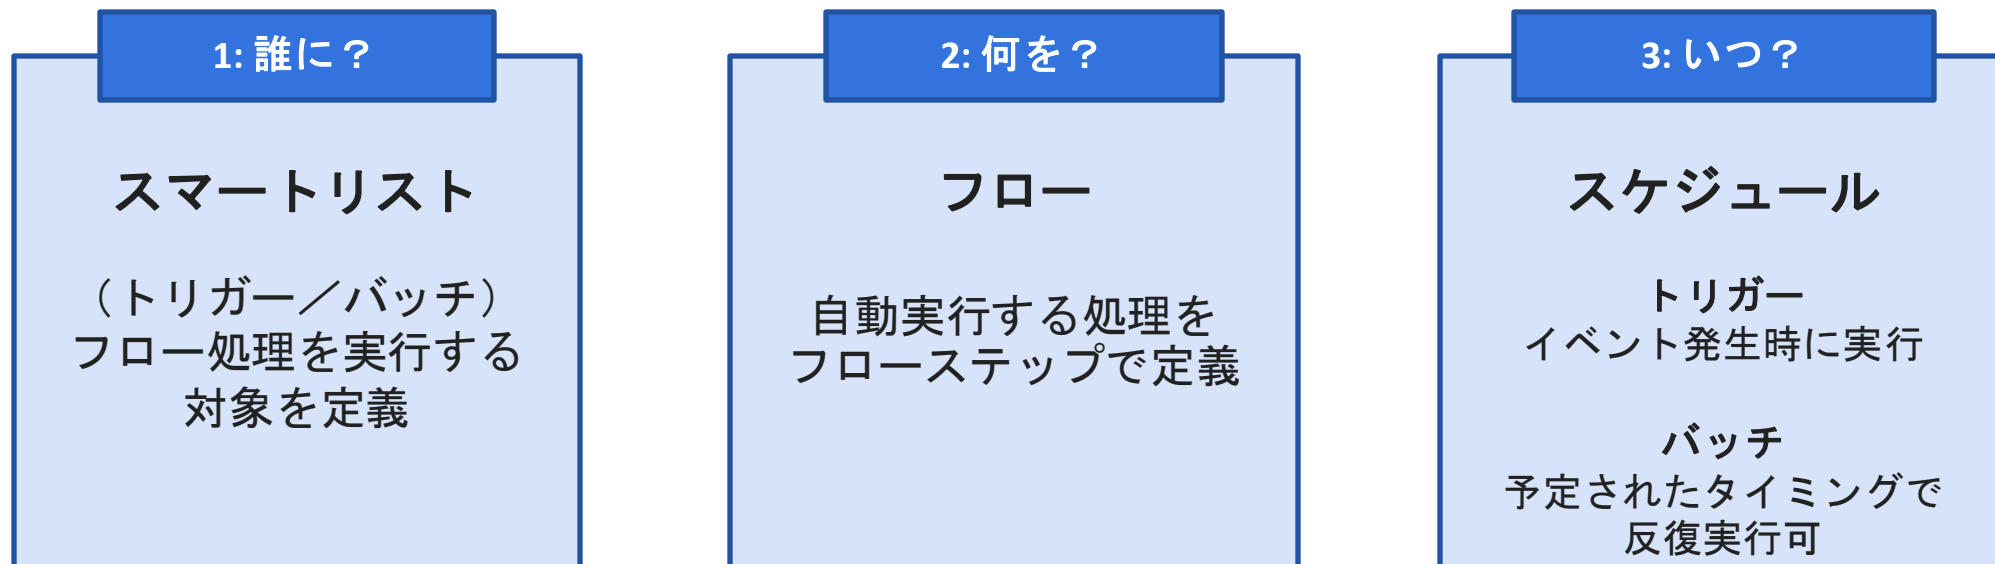 1: 誰に？
スマートリスト
（トリガー／バッチ）
フロー処理を実行する
対象を定義
2: 何を？
フロー
自動実行する処理を
フローステップで定義
3: いつ？
スケジュール
トリガー
イベント発生時に実行
バッチ
予定されたタイミングで
反復実行可